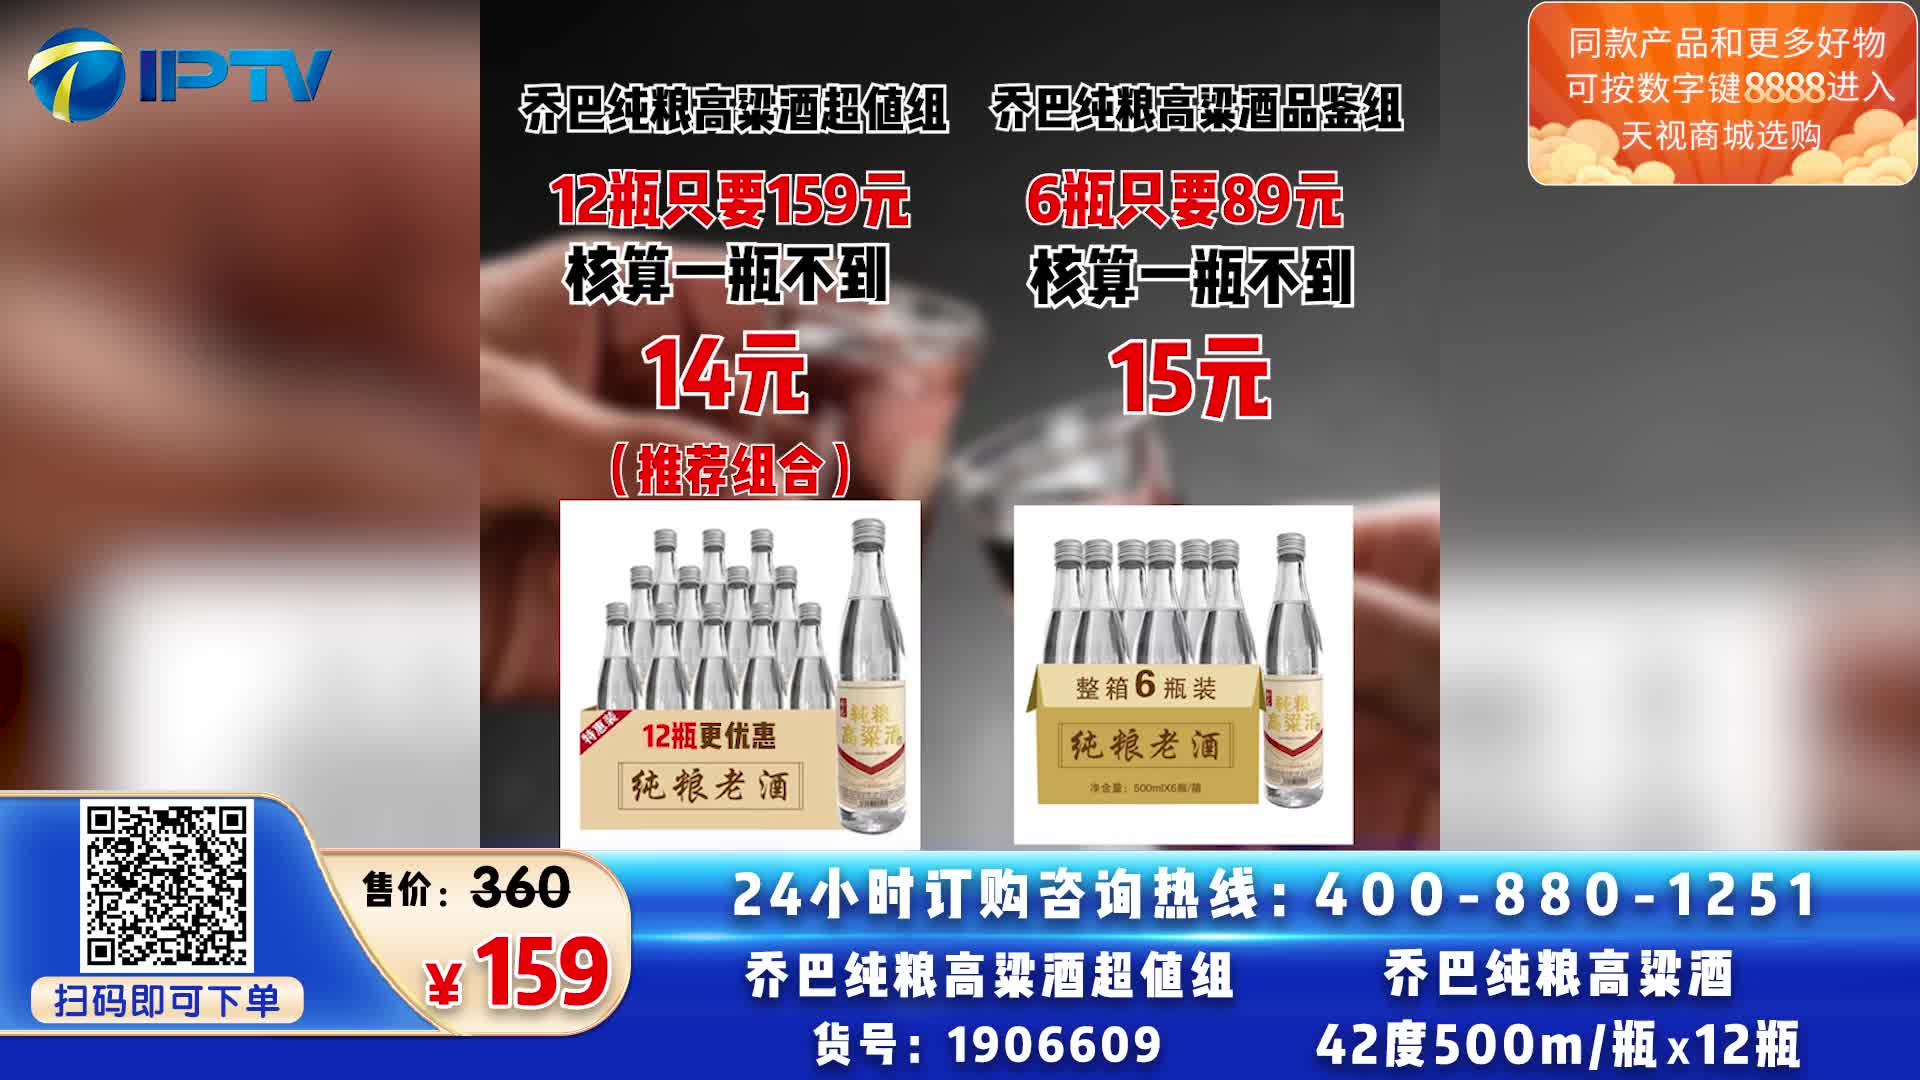 IPTV
同款产品和更多好物
可按数字键8888进入
天视商城选购
乔巴纯粮高粱酒超值组
12瓶只要159元
核算一瓶不到
14元
（推荐组合）
乔巴纯粮高粱酒品鉴组
6瓶只要89元
核算一瓶不到
15元
特惠装
12瓶更优惠
纯粮老酒
纯粮
高粱酒
整箱6瓶装
纯粮老酒
净含量：500mlX6瓶/箱
纯粮
高粱酒
扫码即可下单
售价：360
¥159
24小时订购咨询热线：400-880-1251
乔巴纯粮高粱酒超值组
货号：1906609
乔巴纯粮高粱酒
42度500m/瓶x12瓶